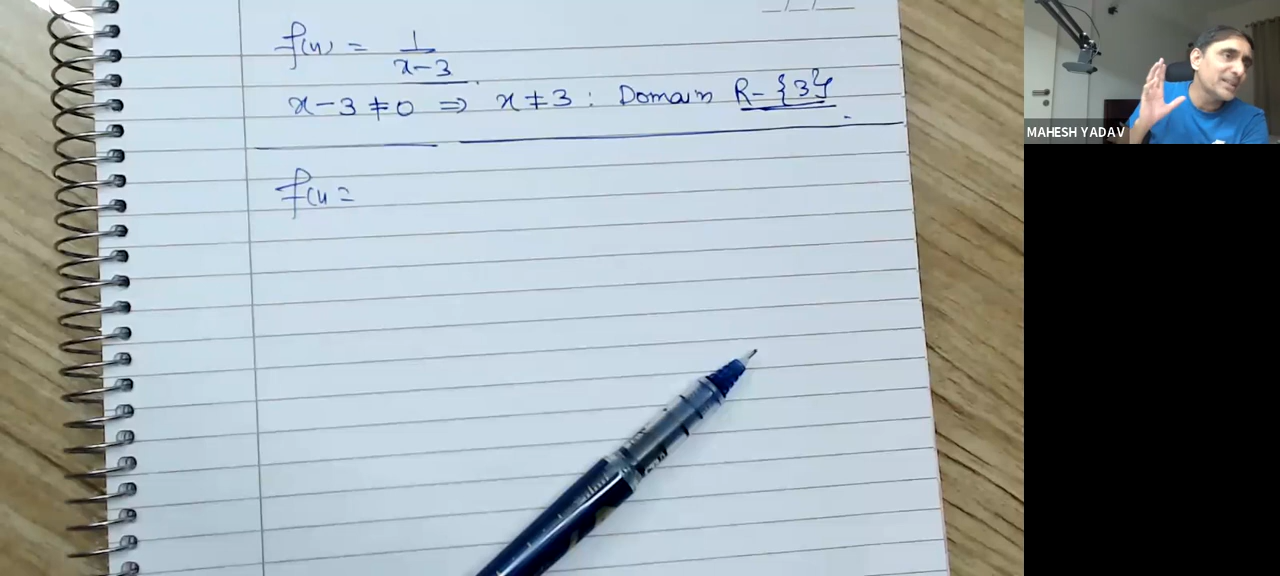 f(x) = 1/(x-3)
x-3 ≠ 0 ⇒ x ≠ 3 : Domain R-{3}
f(x =
MAHESH YADAV